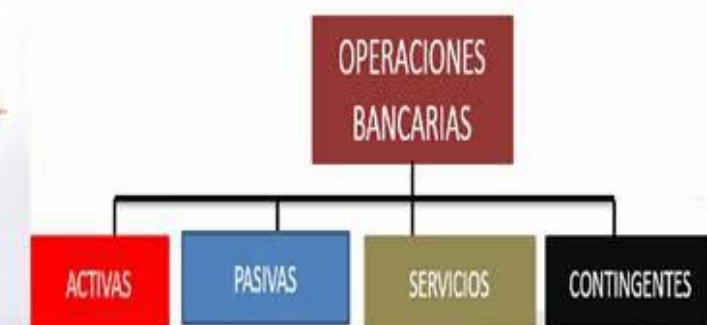 OPERACIONES
BANCARIAS
ACTIVAS
PASIVAS
SERVICIOS
CONTINGENTES